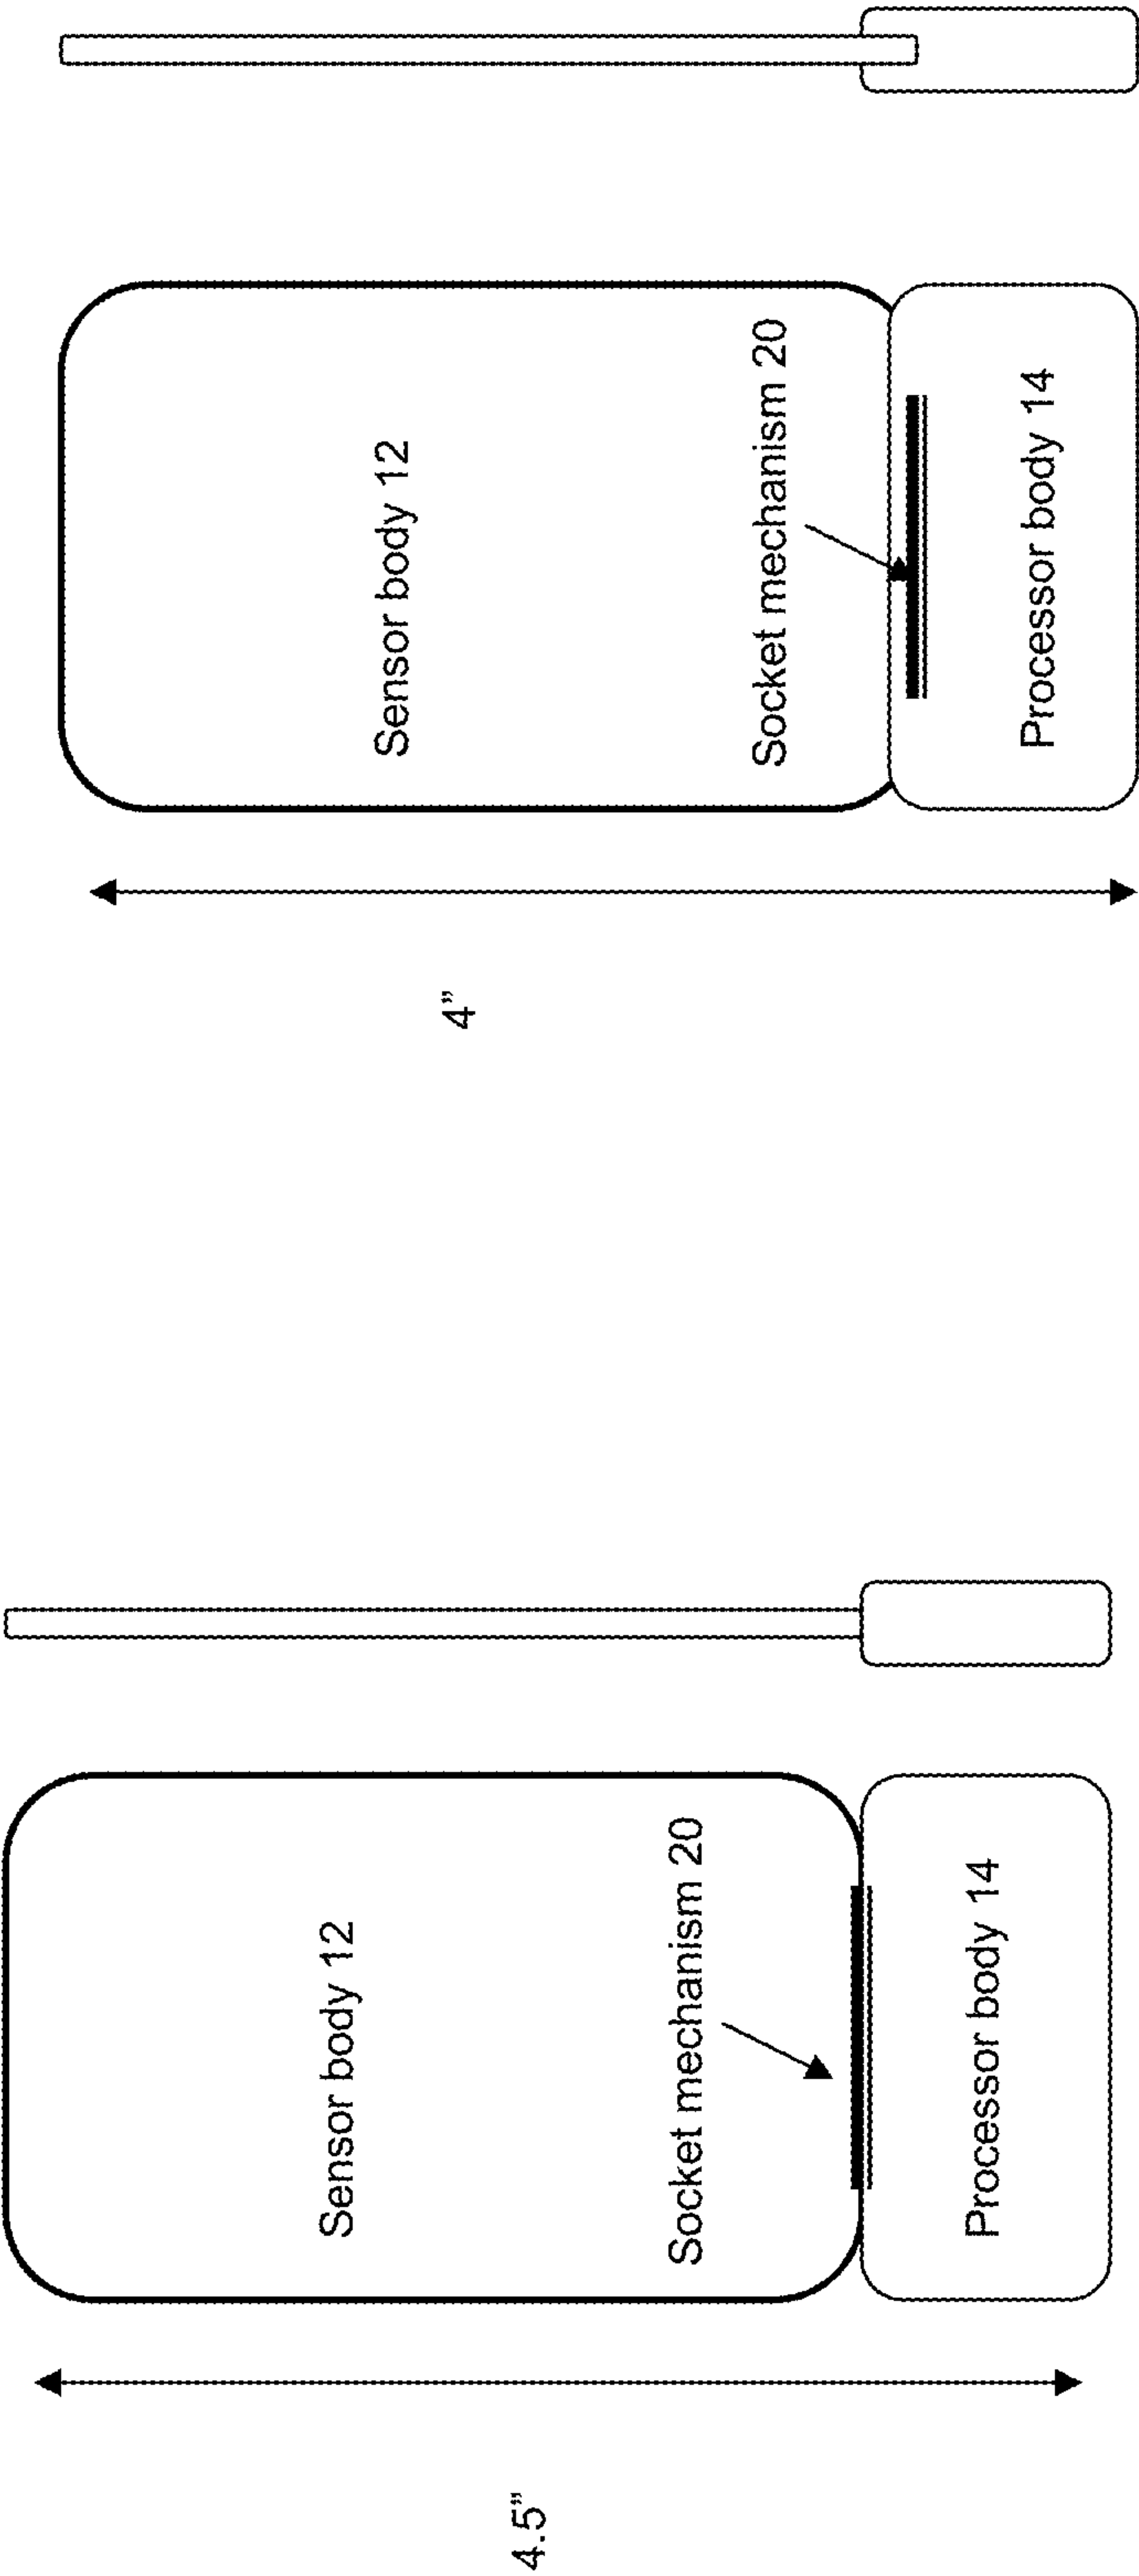 4.5”
Sensor body 12
Socket mechanism 20
Processor body 14
4”
Sensor body 12
Socket mechanism 20
Processor body 14